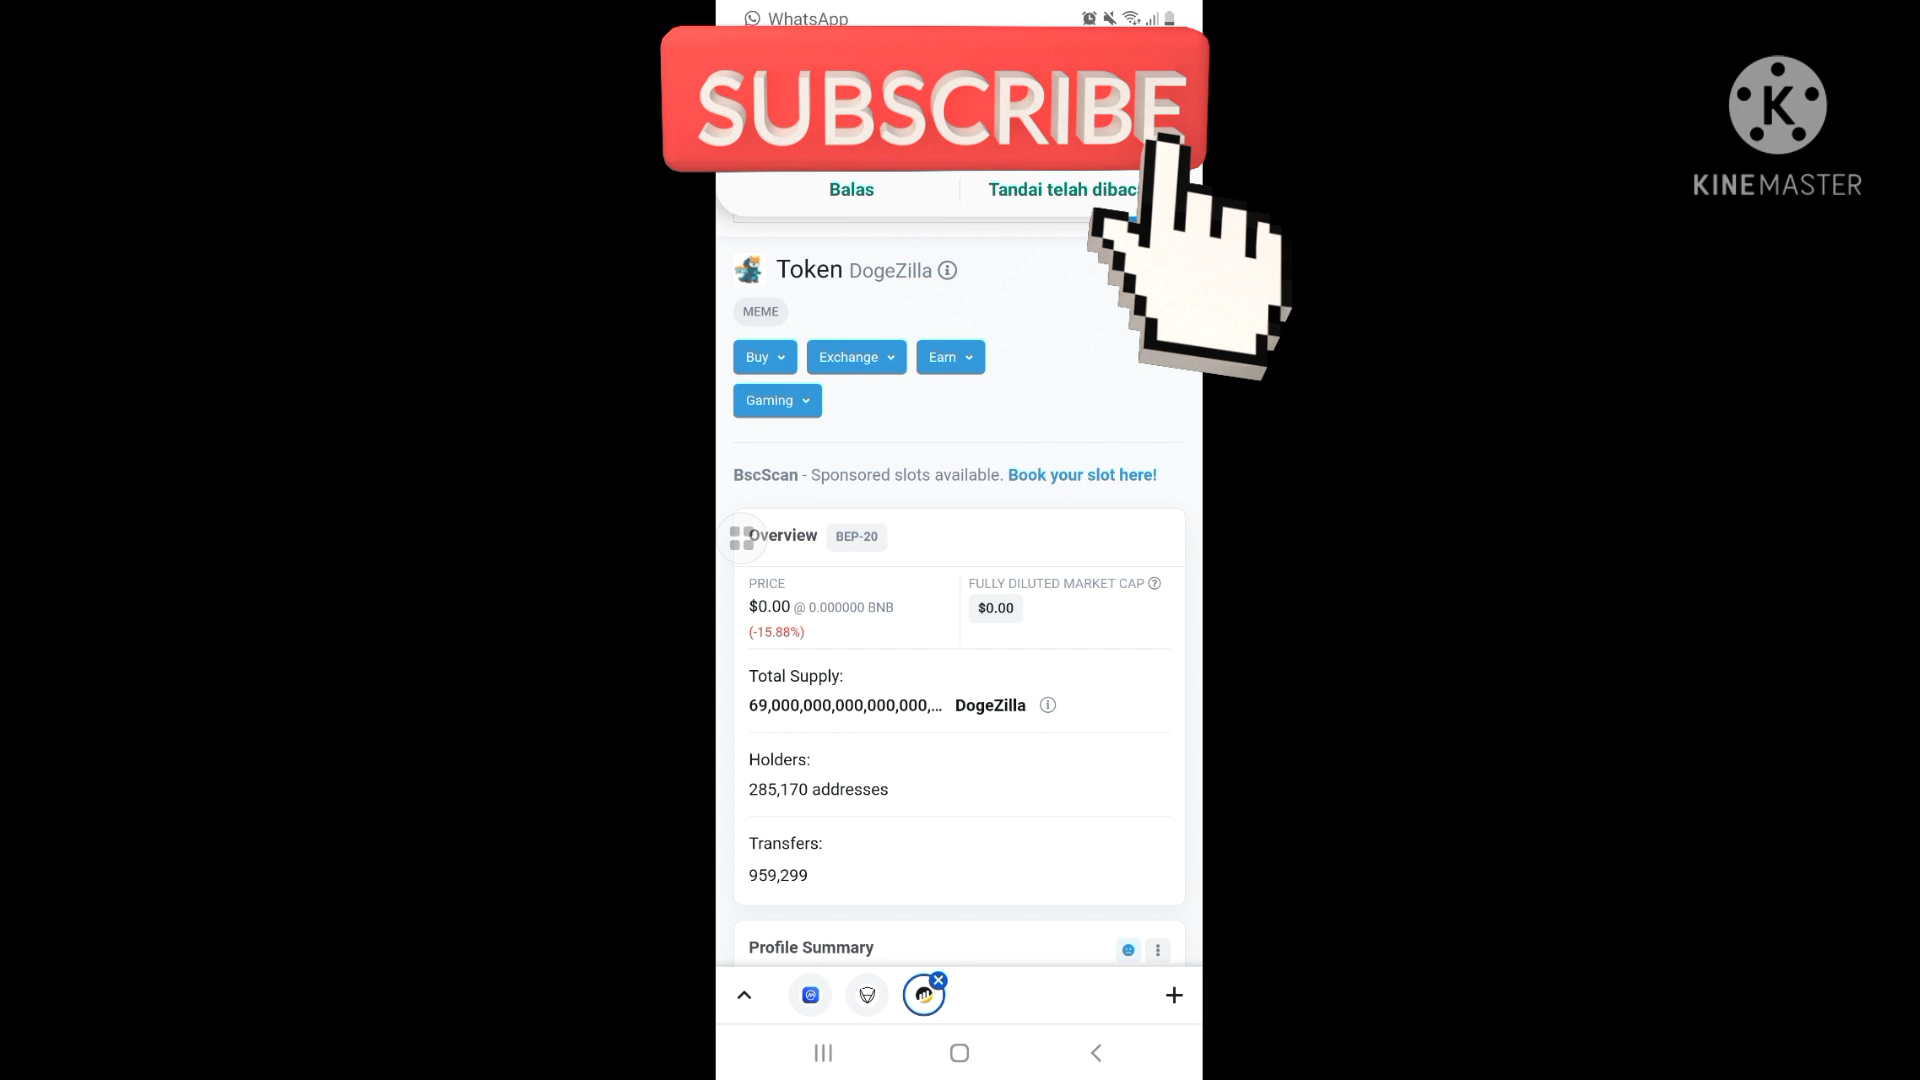 WhatsApp
SUBSCRIBE
KINEMASTER
Balas
Tandai telah dibaca
Token DogeZilla
MEME
Buy
Exchange
Earn
Gaming
BscScan - Sponsored slots available. Book your slot here!
Overview BEP-20
PRICE
$0.00 @ 0.000000 BNB
(-15.88%)
FULLY DILUTED MARKET CAP
$0.00
Total Supply:
69,000,000,000,000,000,... DogeZilla
Holders:
285,170 addresses
Transfers:
959,299
Profile Summary